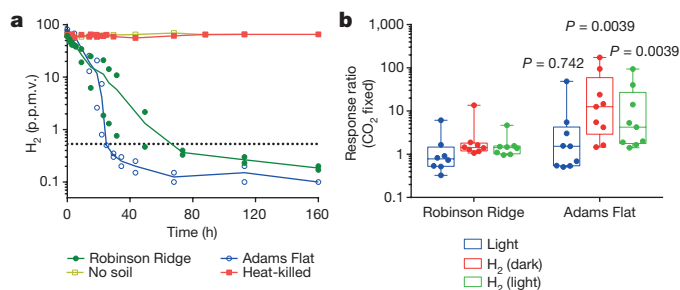 a
H2 (p.p.m.v.)
100
10
1
0.1
0 40 80 120 160
Time (h)
Robinson Ridge
Adams Flat
No soil
Heat-killed
b
Response ratio
(CO2 fixed)
1,000
100
10
1
0.1
P = 0.0039
P = 0.742
P = 0.0039
Robinson Ridge
Adams Flat
Light
H2 (dark)
H2 (light)